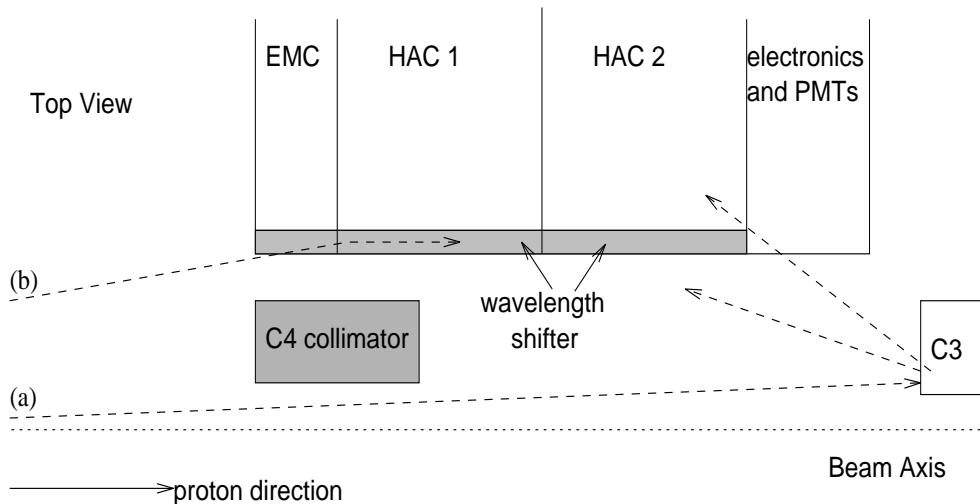 EMC
HAC 1
HAC 2
electronics
and PMTs
Top View
(b)
wavelength
shifter
C4 collimator
C3
(a)
Beam Axis
proton direction